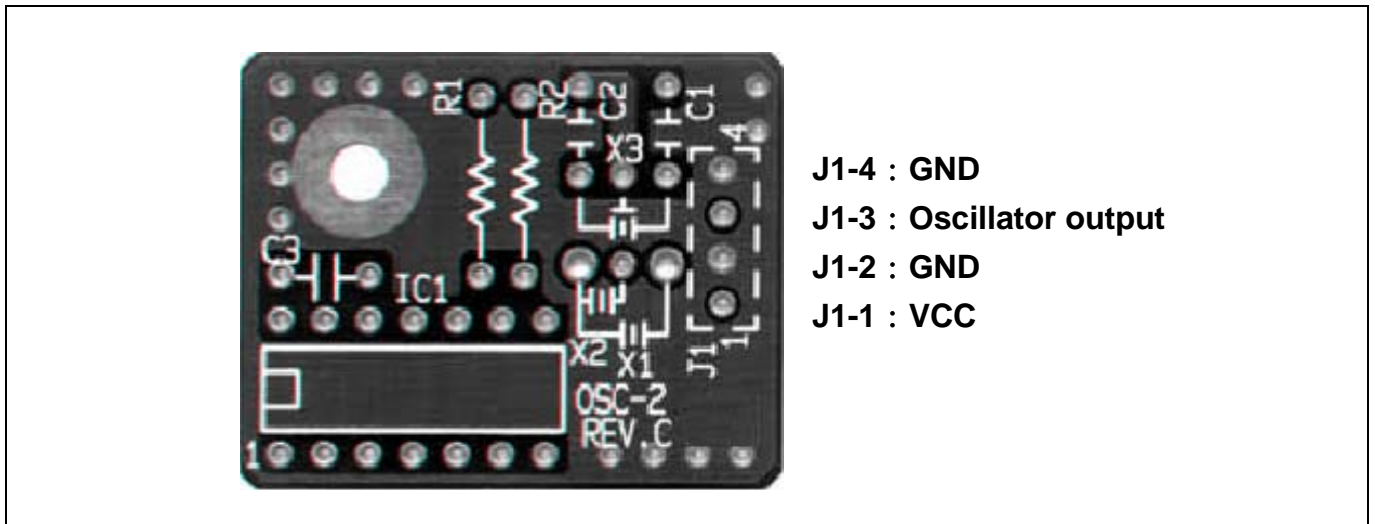 R1
R2
C2
C1
X3
4
C3
IC1
X2
X1
J1
1
OSC-2
REV.C
1
J1-4：GND
J1-3：Oscillator output
J1-2：GND
J1-1：VCC